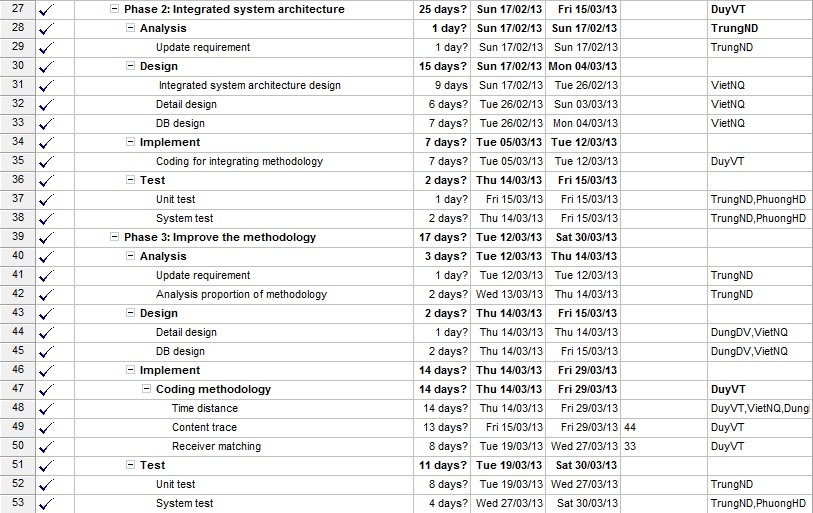 27 Phase 2: Integrated system architecture 25 days? Sun 17/02/13 Fri 15/03/13 DuyVT
28 Analysis 1 day? Sun 17/02/13 Sun 17/02/13 TrungND
29 Update requirement 1 day? Sun 17/02/13 Sun 17/02/13 TrungND
30 Design 15 days? Sun 17/02/13 Mon 04/03/13
31 Integrated system architecture design 9 days Sun 17/02/13 Tue 26/02/13 VietNQ
32 Detail design 6 days? Tue 26/02/13 Sun 03/03/13 VietNQ
33 DB design 7 days? Tue 26/02/13 Mon 04/03/13 VietNQ
34 Implement 7 days? Tue 05/03/13 Tue 12/03/13
35 Coding for integrating methodology 7 days? Tue 05/03/13 Tue 12/03/13 DuyVT
36 Test 2 days? Thu 14/03/13 Fri 15/03/13
37 Unit test 1 day? Fri 15/03/13 Fri 15/03/13 TrungND,PhuongHD
38 System test 2 days? Thu 14/03/13 Fri 15/03/13 TrungND,PhuongHD
39 Phase 3: Improve the methodology 17 days? Tue 12/03/13 Sat 30/03/13
40 Analysis 3 days? Tue 12/03/13 Thu 14/03/13
41 Update requirement 1 day? Tue 12/03/13 Tue 12/03/13 TrungND
42 Analysis proportion of methodology 2 days? Wed 13/03/13 Thu 14/03/13 TrungND
43 Design 2 days? Thu 14/03/13 Fri 15/03/13
44 Detail design 1 day? Thu 14/03/13 Thu 14/03/13 DungDV,VietNQ
45 DB design 2 days? Thu 14/03/13 Fri 15/03/13 DungDV,VietNQ
46 Implement 14 days? Thu 14/03/13 Fri 29/03/13
47 Coding methodology 14 days? Thu 14/03/13 Fri 29/03/13 DuyVT
48 Time distance 14 days? Thu 14/03/13 Fri 29/03/13 DuyVT,VietNQ,Dung
49 Content trace 13 days? Fri 15/03/13 Fri 29/03/13 44 DuyVT
50 Receiver matching 8 days? Tue 19/03/13 Wed 27/03/13 33 DuyVT
51 Test 11 days? Tue 19/03/13 Sat 30/03/13
52 Unit test 8 days? Tue 19/03/13 Wed 27/03/13 TrungND
53 System test 4 days? Wed 27/03/13 Sat 30/03/13 TrungND,PhuongHD